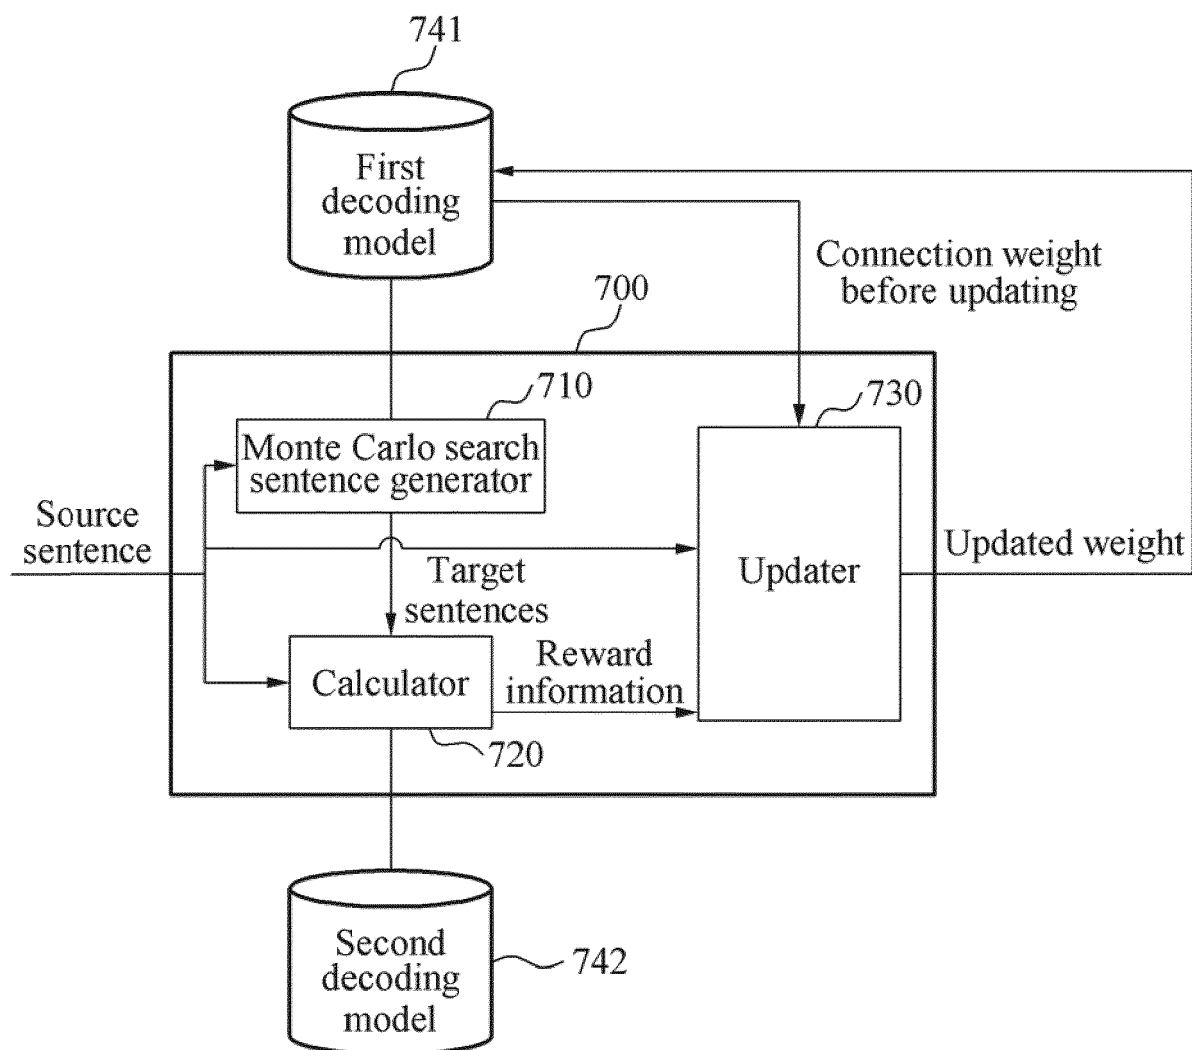 741
First
decoding
model
Connection weight
before updating
700
710
730
Monte Carlo search
sentence generator
Source
sentence
Target
sentences
Updater
Updated weight
Reward
information
Calculator
720
Second
decoding
model
742